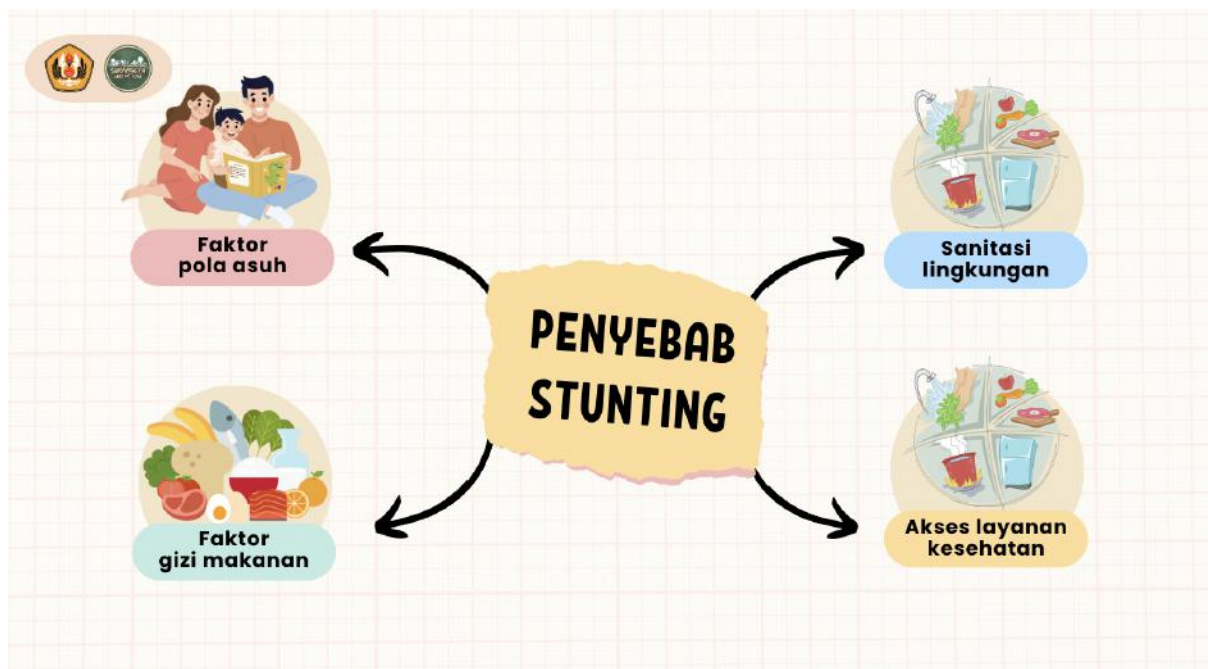 Faktor
pola asuh
Sanitasi
lingkungan
PENYEBAB
STUNTING
Faktor
gizi makanan
Akses layanan
kesehatan